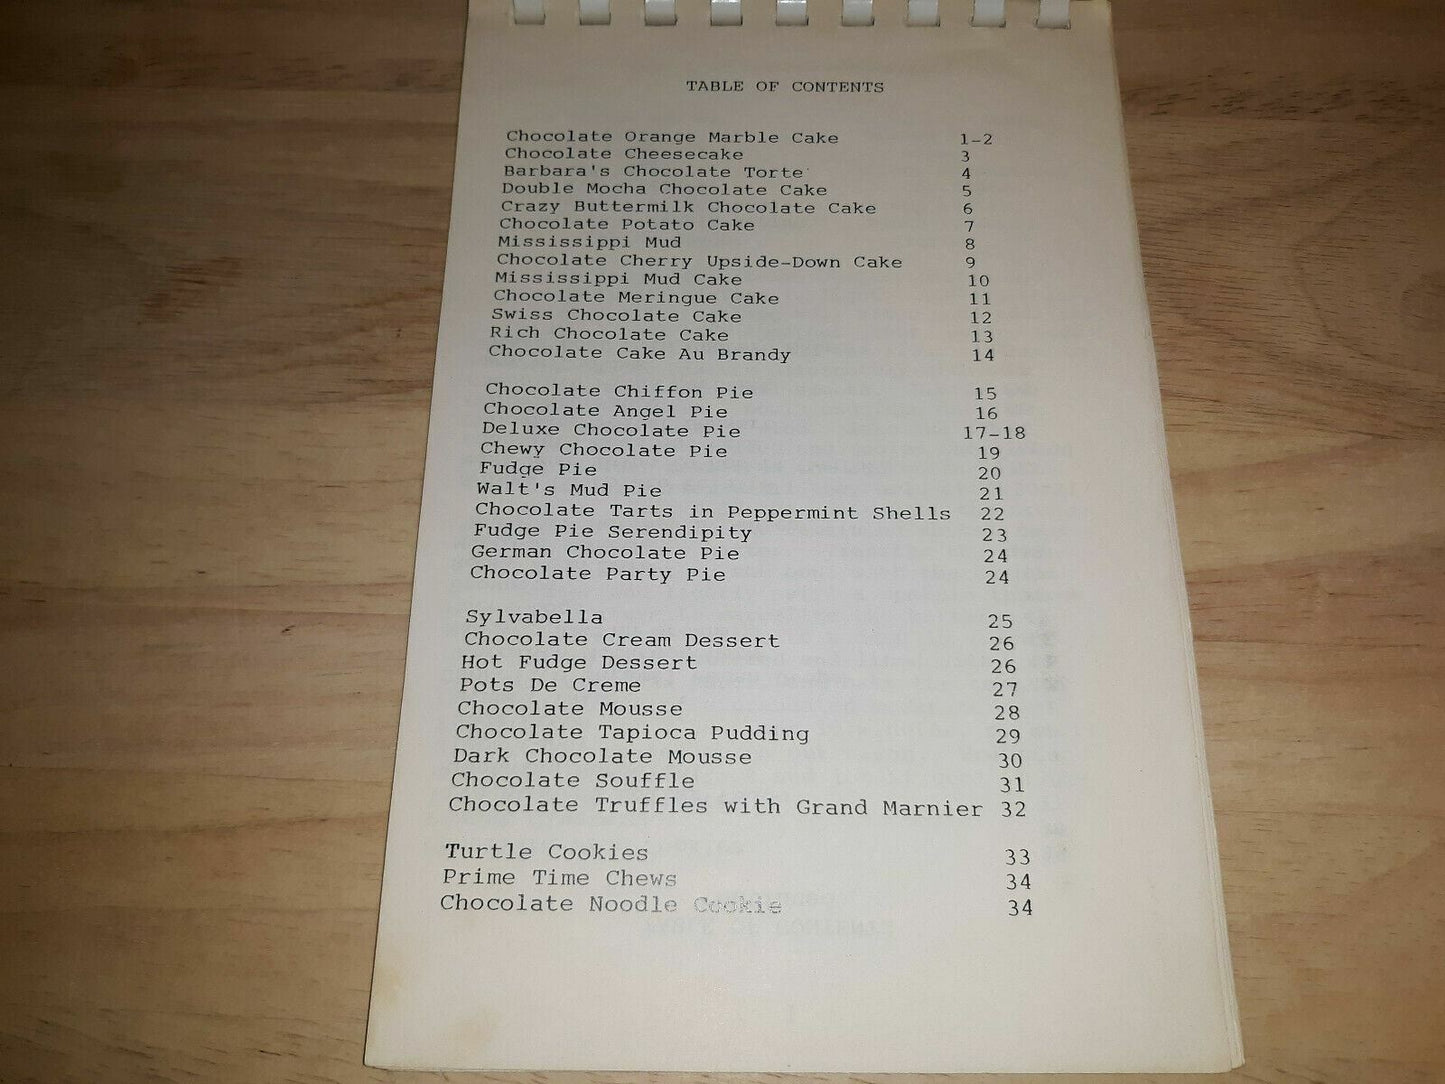 TABLE OF CONTENTS
Chocolate Orange Marble Cake 1-2
Chocolate Cheesecake 3
Barbara's Chocolate Torte 4
Double Mocha Chocolate Cake 5
Crazy Buttermilk Chocolate Cake 6
Chocolate Potato Cake 7
Mississippi Mud 8
Chocolate Cherry Upside-Down Cake 9
Mississippi Mud Cake 10
Chocolate Meringue Cake 11
Swiss Chocolate Cake 12
Rich Chocolate Cake 13
Chocolate Cake Au Brandy 14
Chocolate Chiffon Pie 15
Chocolate Angel Pie 16
Deluxe Chocolate Pie 17-18
Chewy Chocolate Pie 19
Fudge Pie 20
Walt's Mud Pie 21
Chocolate Tarts in Peppermint Shells 22
Fudge Pie Serendipity 23
German Chocolate Pie 24
Chocolate Party Pie 24
Sylvabella 25
Chocolate Cream Dessert 26
Hot Fudge Dessert 26
Pots De Creme 27
Chocolate Mousse 28
Chocolate Tapioca Pudding 29
Dark Chocolate Mousse 30
Chocolate Souffle 31
Chocolate Truffles with Grand Marnier 32
Turtle Cookies 33
Prime Time Chews 34
Chocolate Noodle Cookie 34